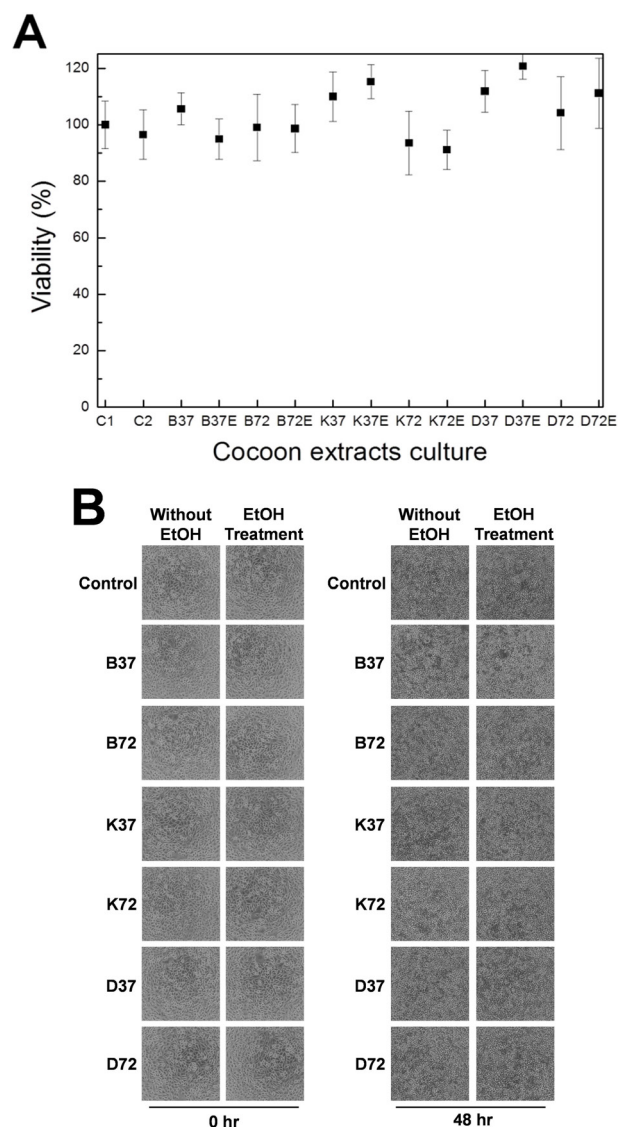 A
120
100
80
60
40
20
0
Viability (%)
C1 C2 B37 B37E B72 B72E K37 K37E K72 K72E D37 D37E D72 D72E
Cocoon extracts culture
B
Without EtOH
EtOH Treatment
Without EtOH
EtOH Treatment
Control
Control
B37
B37
B72
B72
K37
K37
K72
K72
D37
D37
D72
D72
0 hr
48 hr